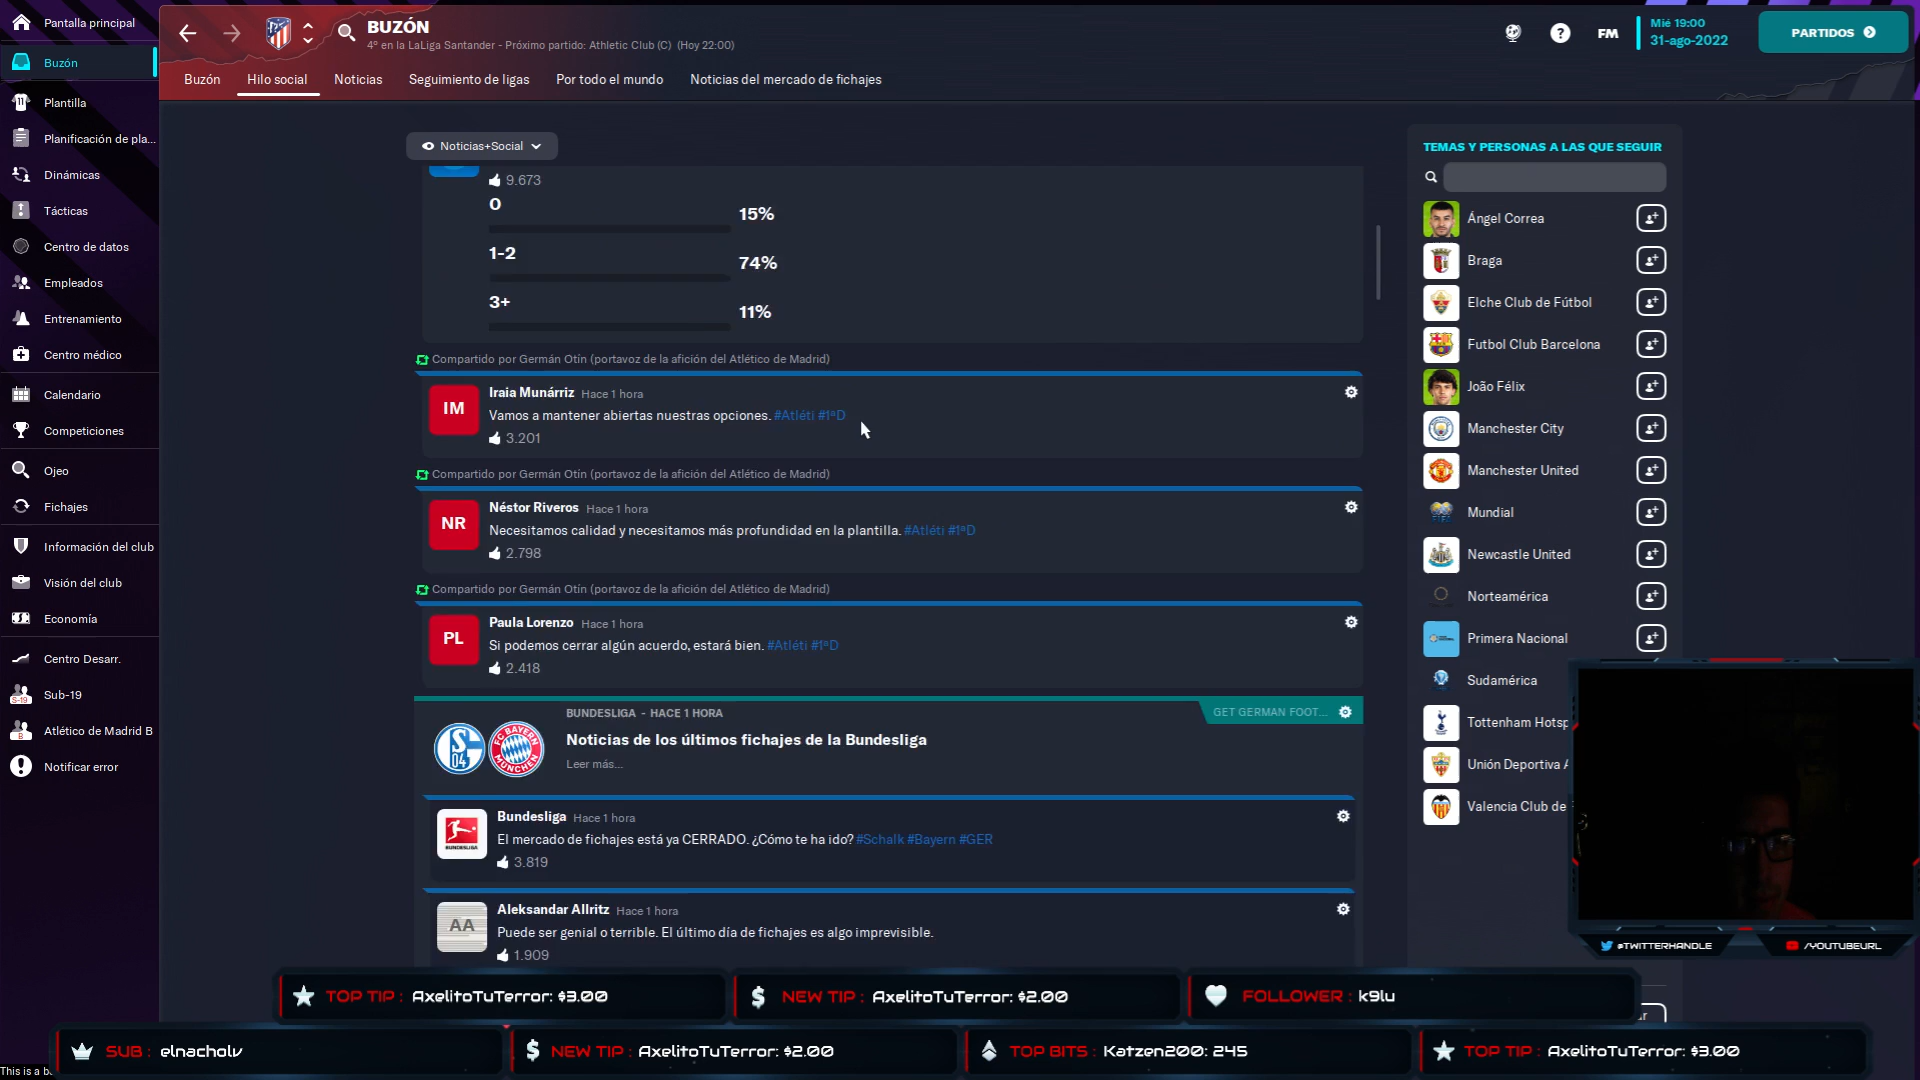 Pantalla principal
Buzón
Plantilla
Planificación de pla...
Dinámicas
Tácticas
Centro de datos
Empleados
Entrenamiento
Centro médico
Calendario
Competiciones
Ojeo
Fichajes
Información del club
Visión del club
Economía
Centro Desarr.
Sub-19
Atlético de Madrid B
Notificar error
BUZÓN
4º en la LaLiga Santander - Próximo partido: Athletic Club (C) (Hoy 22:00)
FM
Mié 19:00
31-ago-2022
PARTIDOS
Buzón
Hilo social
Noticias
Seguimiento de ligas
Por todo el mundo
Noticias del mercado de fichajes
Noticias+Social
9.673
0
15%
1-2
74%
3+
11%
Compartido por Germán Otín (portavoz de la afición del Atlético de Madrid)
IM
Iraia Munárriz Hace 1 hora
Vamos a mantener abiertas nuestras opciones. #Atléti #1ªD
3.201
Compartido por Germán Otín (portavoz de la afición del Atlético de Madrid)
NR
Néstor Riveros Hace 1 hora
Necesitamos calidad y necesitamos más profundidad en la plantilla. #Atléti #1ªD
2.798
Compartido por Germán Otín (portavoz de la afición del Atlético de Madrid)
PL
Paula Lorenzo Hace 1 hora
Si podemos cerrar algún acuerdo, estará bien. #Atléti #1ªD
2.418
BUNDESLIGA - HACE 1 HORA
GET GERMAN FOOT...
Noticias de los últimos fichajes de la Bundesliga
Leer más...
Bundesliga Hace 1 hora
El mercado de fichajes está ya CERRADO. ¿Cómo te ha ido? #Schalk #Bayern #GER
3.819
AA
Aleksandar Allritz Hace 1 hora
Puede ser genial o terrible. El último día de fichajes es algo imprevisible.
1.909
TEMAS Y PERSONAS A LAS QUE SEGUIR
Ángel Correa
Braga
Elche Club de Fútbol
Futbol Club Barcelona
João Félix
Manchester City
Manchester United
Mundial
Newcastle United
Norteamérica
Primera Nacional
Sudamérica
Tottenham Hotsp
Unión Deportiva A
Valencia Club de
@TWITTERHANDLE
/YOUTUBEURL
TOP TIP : AxelitoTuTerror: $3.00
NEW TIP : AxelitoTuTerror: $2.00
FOLLOWER : k9lu
SUB : elnacholv
NEW TIP : AxelitoTuTerror: $2.00
TOP BITS : Katzen200: 245
TOP TIP : AxelitoTuTerror: $3.00
This is a b